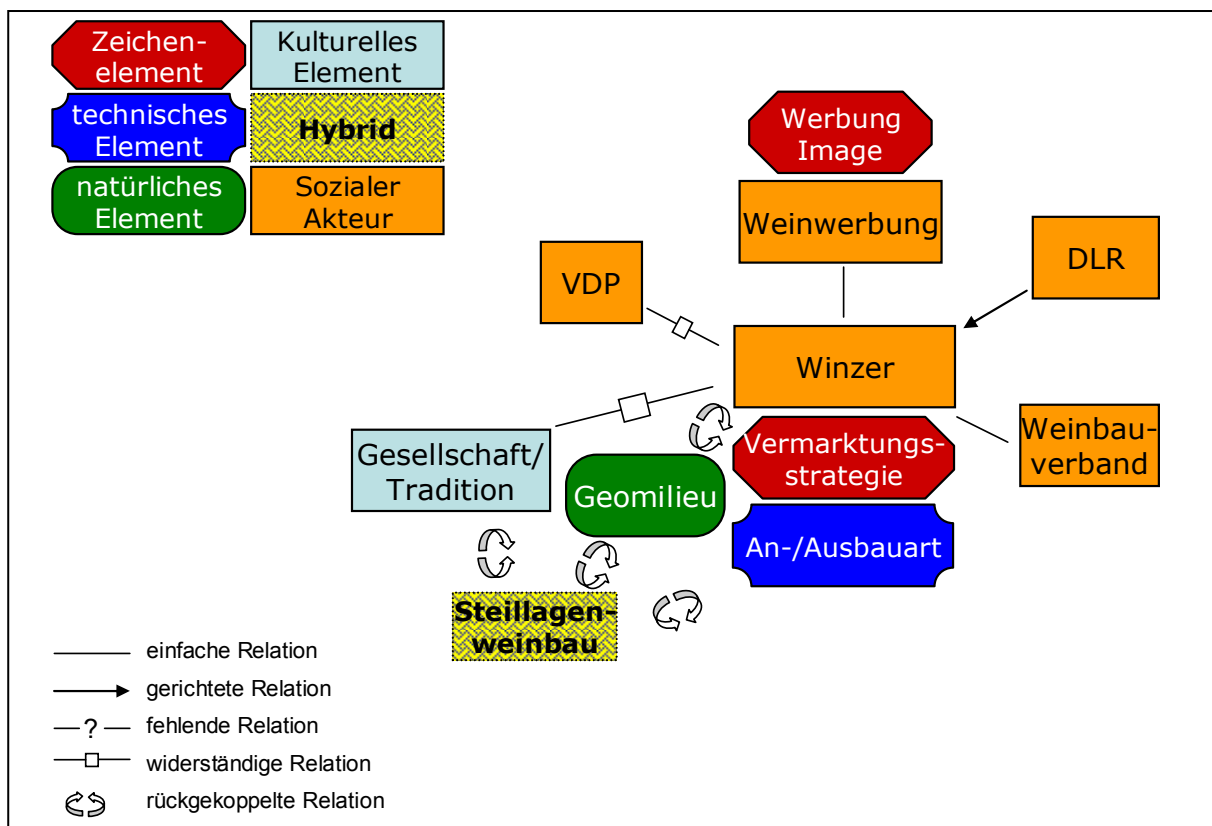 Zeichen-
element
Kulturelles
Element
technisches
Element
Hybrid
natürliches
Element
Sozialer
Akteur
Werbung
Image
Weinwerbung
VDP
DLR
Winzer
Gesellschaft/
Tradition
Geomilieu
Vermarktungs-
strategie
Weinbau-
verband
An-/Ausbauart
Steillagen-
weinbau
einfache Relation
gerichtete Relation
? fehlende Relation
widerständige Relation
rückgekoppelte Relation